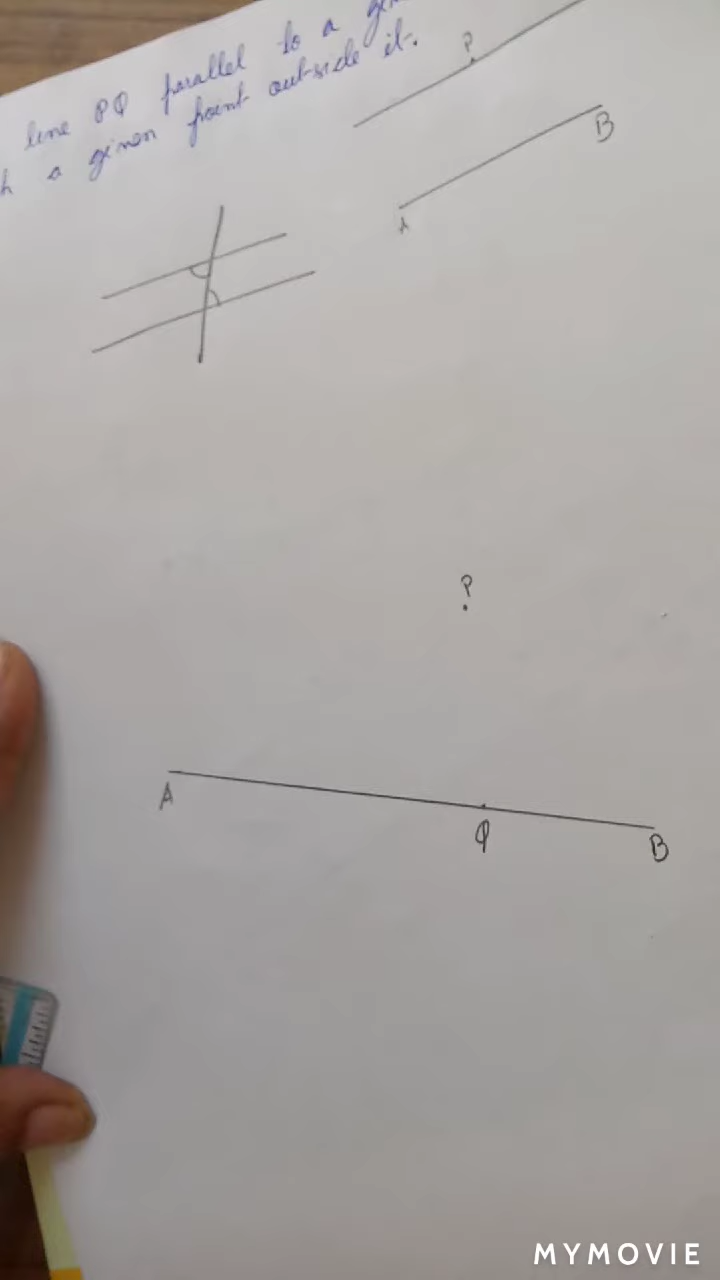 line PQ parallel to a
a given point outside it.
P
B
A
P
A
Q
B
MYMOVIE